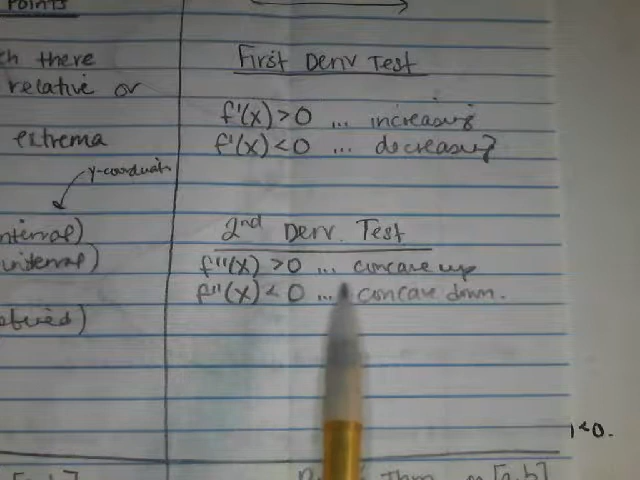 Points
ch there
relative or
extrema
y-coordinate
interval)
interval)
First Deriv Test
f'(x) > 0 ... increasing
f'(x) < 0 ... decreasing
2nd Deriv. Test
f''(x) > 0 ... concave up
f''(x) < 0 ... concave down.
< 0.
Thm
[a,b]